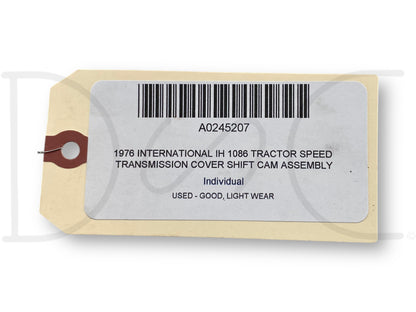 A0245207
1976 INTERNATIONAL IH 1086 TRACTOR SPEED
TRANSMISSION COVER SHIFT CAM ASSEMBLY
Individual
USED - GOOD, LIGHT WEAR